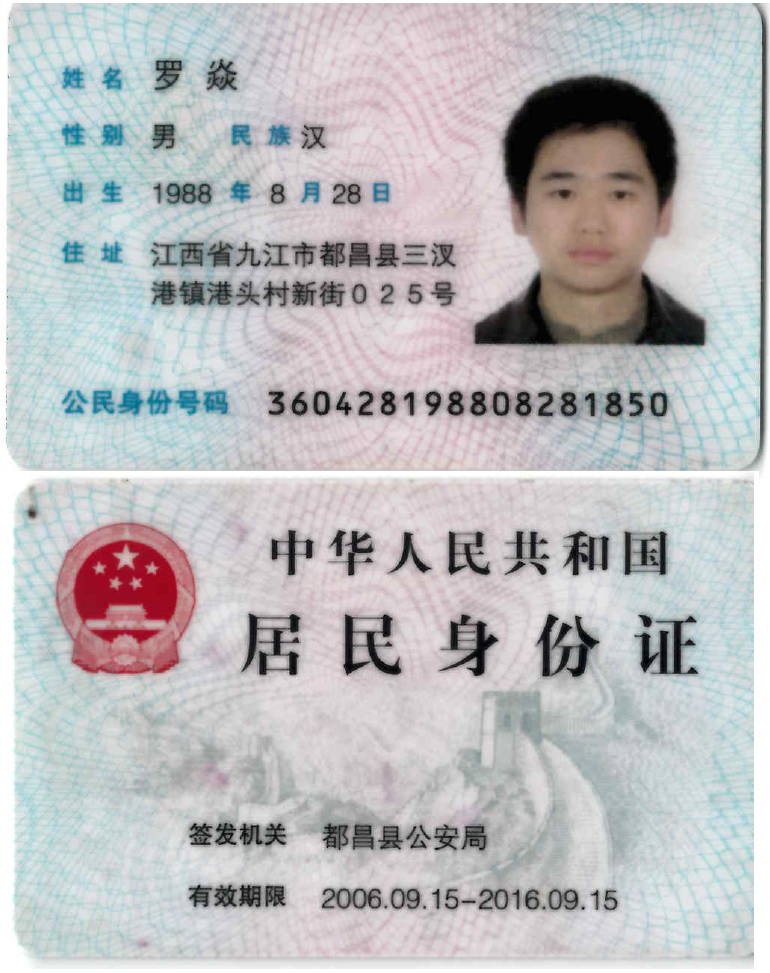 姓名 罗焱
性别 男 民族 汉
出生 1988 年 8 月 28 日
住址 江西省九江市都昌县三汊
港镇港头村新街０２５号
公民身份号码 360428198808281850
中华人民共和国
居民身份证
签发机关 都昌县公安局
有效期限 2006.09.15-2016.09.15